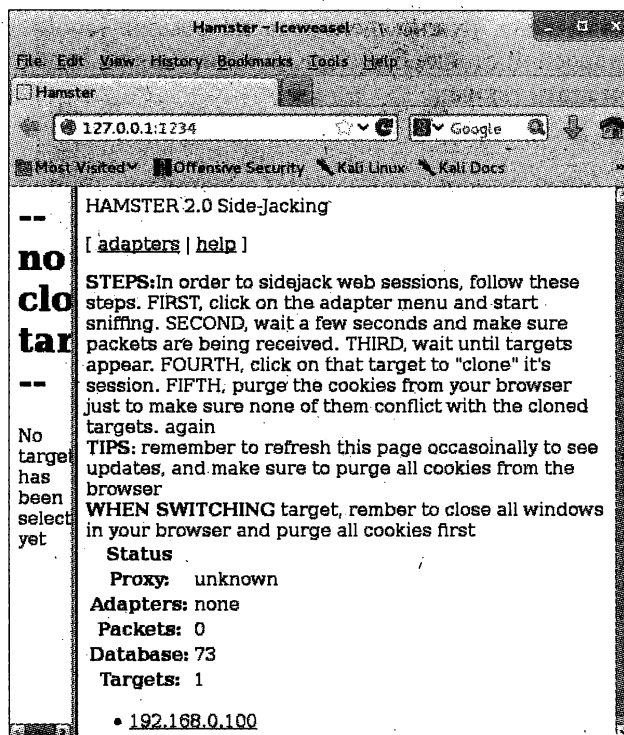 Hamster - Iceweasel
File Edit View History Bookmarks Tools Help
Hamster
127.0.0.1:1234
Google
Most Visited
Offensive Security
Kali Linux
Kali Docs
--
no
clo
tar
--
No
target
has
been
select
yet
HAMSTER 2.0 Side-Jacking
[ adapters | help ]
STEPS:In order to sidejack web sessions, follow these
steps. FIRST, click on the adapter menu and start
sniffing. SECOND, wait a few seconds and make sure
packets are being received. THIRD, wait until targets
appear. FOURTH, click on that target to "clone" it's
session. FIFTH, purge the cookies from your browser
just to make sure none of them conflict with the cloned
targets. again
TIPS: remember to refresh this page occasoinally to see
updates, and make sure to purge all cookies from the
browser
WHEN SWITCHING target, rember to close all windows
in your browser and purge all cookies first
Status
Proxy: unknown
Adapters: none
Packets: 0
Database: 73
Targets: 1
• 192.168.0.100